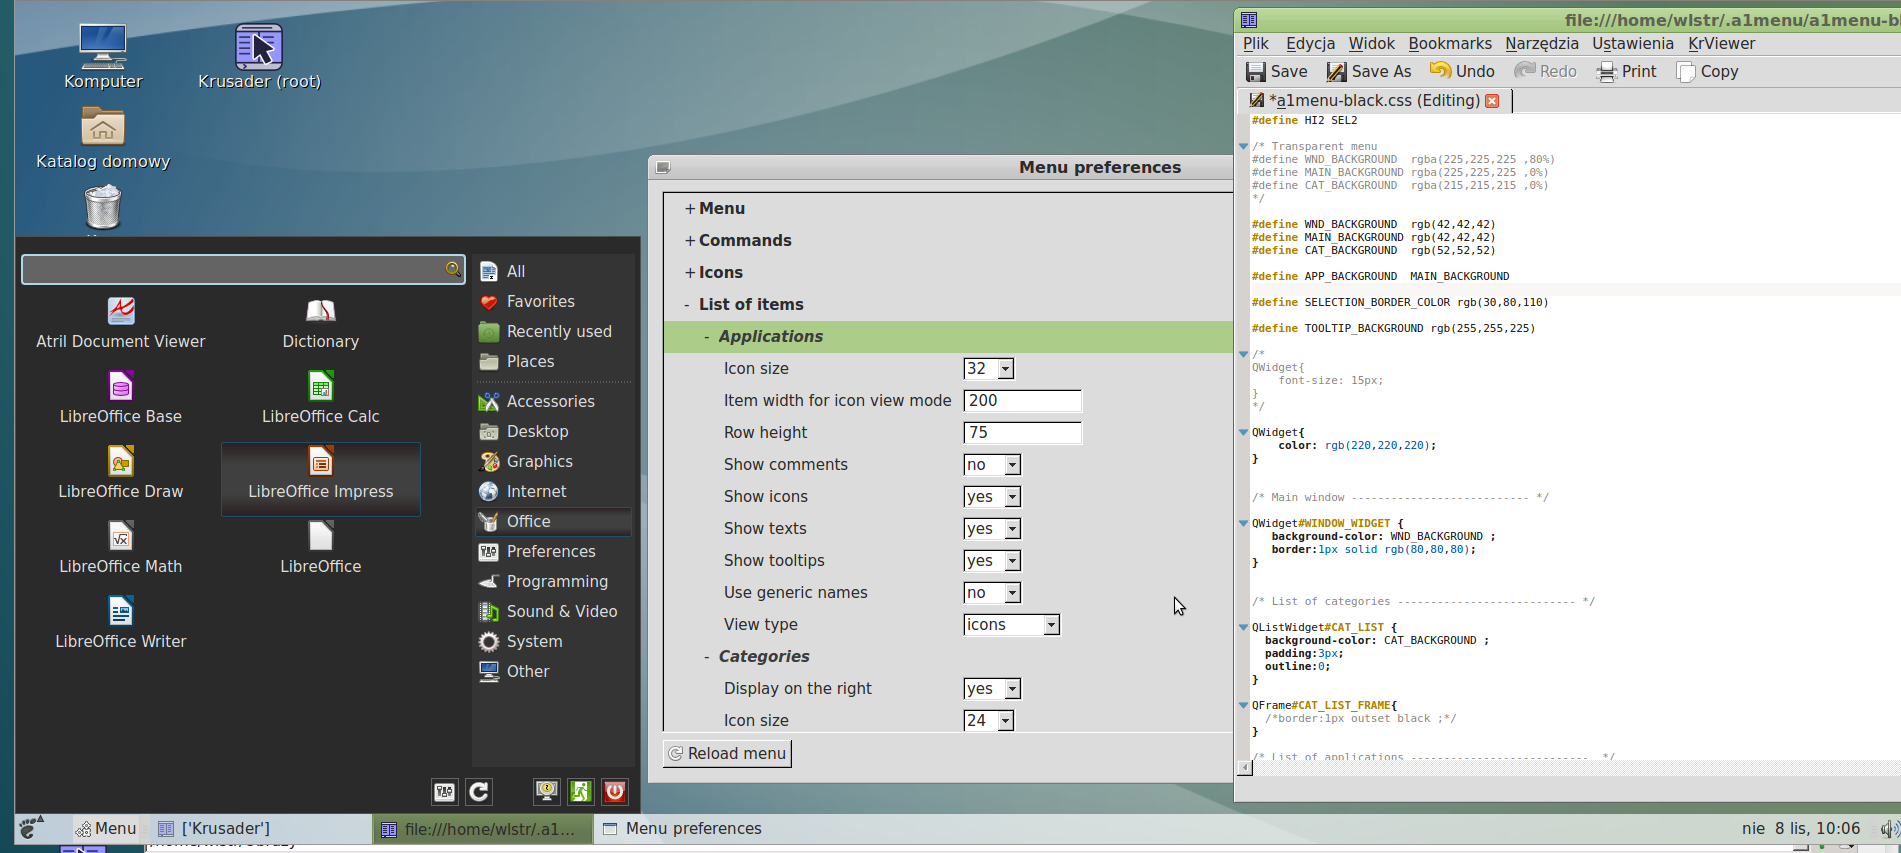 Komputer
Krusader (root)
Katalog domowy
All
Favorites
Recently used
Places
Accessories
Desktop
Graphics
Internet
Office
Preferences
Programming
Sound & Video
System
Other
Atril Document Viewer
Dictionary
LibreOffice Base
LibreOffice Calc
LibreOffice Draw
LibreOffice Impress
LibreOffice Math
LibreOffice
LibreOffice Writer
Menu preferences
+ Menu
+ Commands
+ Icons
- List of items
- Applications
Icon size 32
Item width for icon view mode 200
Row height 75
Show comments no
Show icons yes
Show texts yes
Show tooltips yes
Use generic names no
View type icons
- Categories
Display on the right yes
Icon size 24
Reload menu
file:///home/wlstr/.a1menu/a1menu-bl
Plik Edycja Widok Bookmarks Narzędzia Ustawienia KrViewer
Save Save As Undo Redo Print Copy
*a1menu-black.css (Editing)
#define HI2 SEL2
/* Transparent menu
#define WND_BACKGROUND  rgba(225,225,225 ,80%)
#define MAIN_BACKGROUND rgba(225,225,225 ,0%)
#define CAT_BACKGROUND  rgba(215,215,215 ,0%)
*/
#define WND_BACKGROUND  rgb(42,42,42)
#define MAIN_BACKGROUND rgb(42,42,42)
#define CAT_BACKGROUND  rgb(52,52,52)
#define APP_BACKGROUND  MAIN_BACKGROUND
#define SELECTION_BORDER_COLOR rgb(30,80,110)
#define TOOLTIP_BACKGROUND rgb(255,255,225)
/*
QWidget{
    font-size: 15px;
}
*/
QWidget{
    color: rgb(220,220,220);
}
/* Main window --------------------------- */
QWidget#WINDOW_WIDGET {
   background-color: WND_BACKGROUND ;
   border:1px solid rgb(80,80,80);
}
/* List of categories --------------------------- */
QListWidget#CAT_LIST {
  background-color: CAT_BACKGROUND ;
  padding:3px;
  outline:0;
}
QFrame#CAT_LIST_FRAME{
  /*border:1px outset black ;*/
}
/* List of applications --------------------------- */
Menu
['Krusader']
file:///home/wlstr/.a1...
Menu preferences
nie  8 lis, 10:06